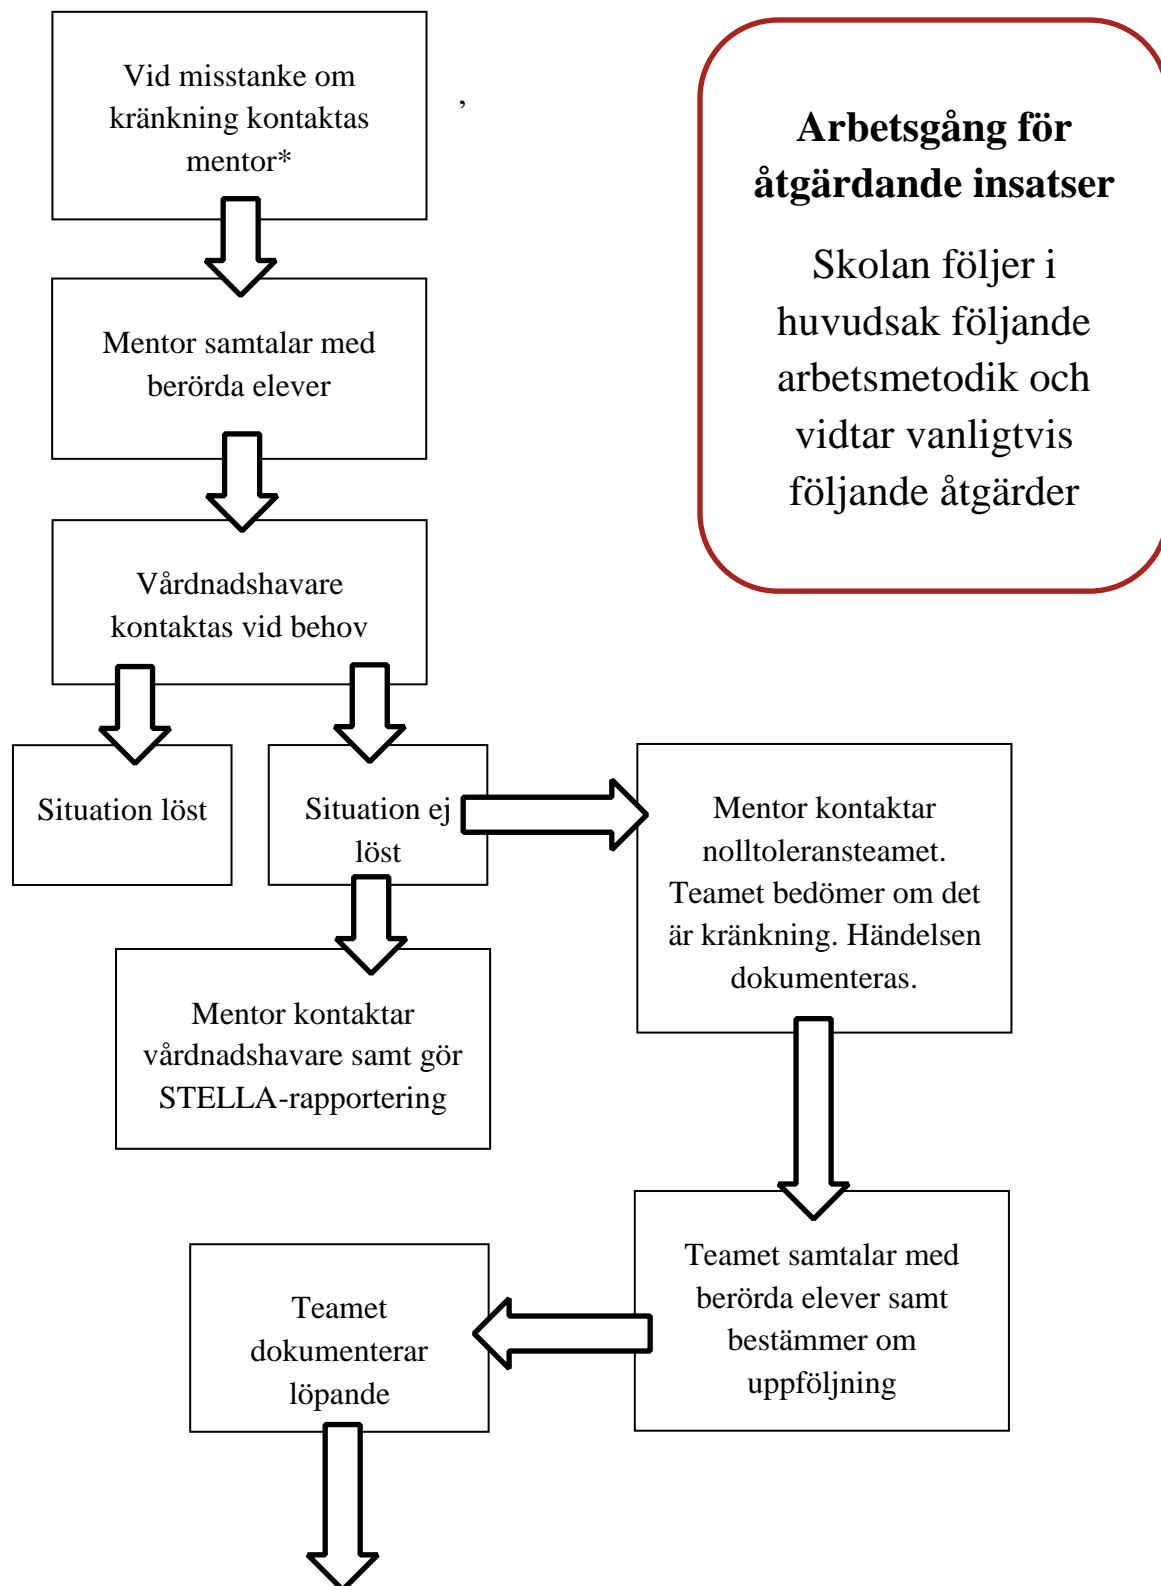 Vid misstanke om
kränkning kontaktas
mentor*
,
Arbetsgång för
åtgärdande insatser
Skolan följer i
huvudsak följande
arbetsmetodik och
vidtar vanligtvis
följande åtgärder
Mentor samtalar med
berörda elever
Vårdnadshavare
kontaktas vid behov
Situation löst
Situation ej
löst
Mentor kontaktar
nolltoleransteamet.
Teamet bedömer om det
är kränkning. Händelsen
dokumenteras.
Mentor kontaktar
vårdnadshavare samt gör
STELLA-rapportering
Teamet samtalar med
berörda elever samt
bestämmer om
uppföljning
Teamet
dokumenterar
löpande